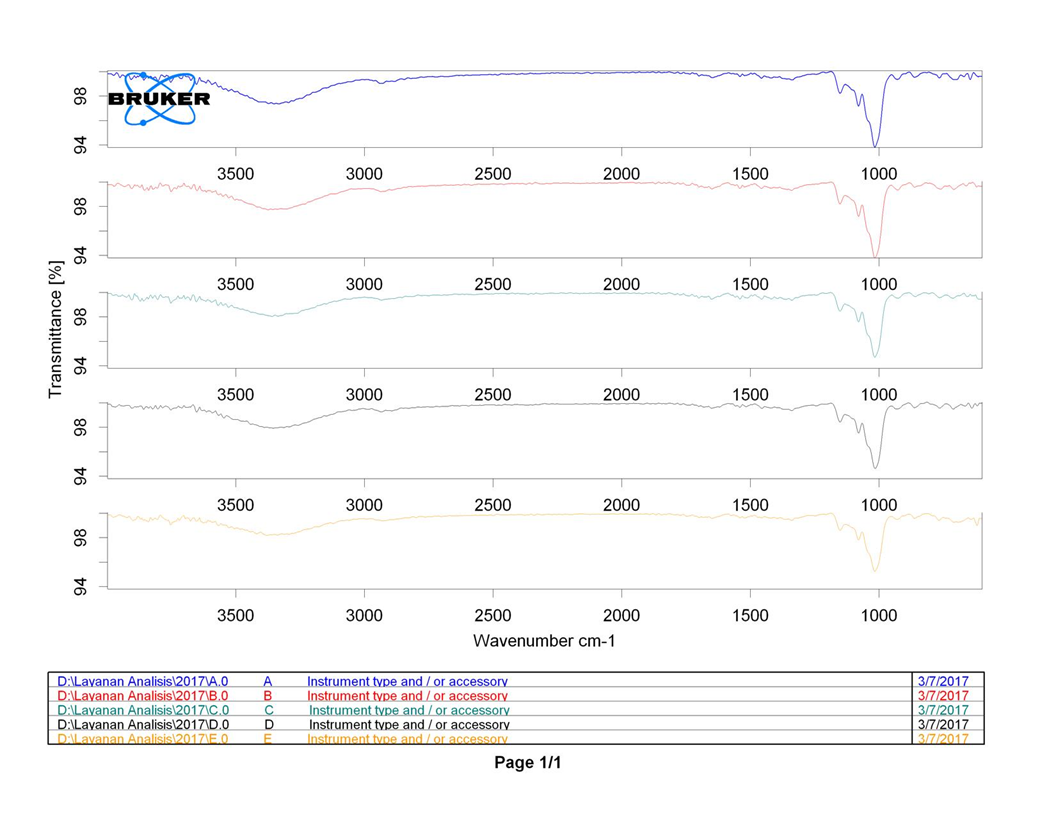 BRUKER
98
94
3500 3000 2500 2000 1500 1000
98
94
3500 3000 2500 2000 1500 1000
98
94
3500 3000 2500 2000 1500 1000
98
94
3500 3000 2500 2000 1500 1000
98
94
3500 3000 2500 2000 1500 1000
Transmittance [%]
Wavenumber cm-1
D:\Layanan Analisis\2017\A.0 A Instrument type and / or accessory 3/7/2017
D:\Layanan Analisis\2017\B.0 B Instrument type and / or accessory 3/7/2017
D:\Layanan Analisis\2017\C.0 C Instrument type and / or accessory 3/7/2017
D:\Layanan Analisis\2017\D.0 D Instrument type and / or accessory 3/7/2017
D:\Layanan Analisis\2017\E.0 E Instrument type and / or accessory 3/7/2017
Page 1/1